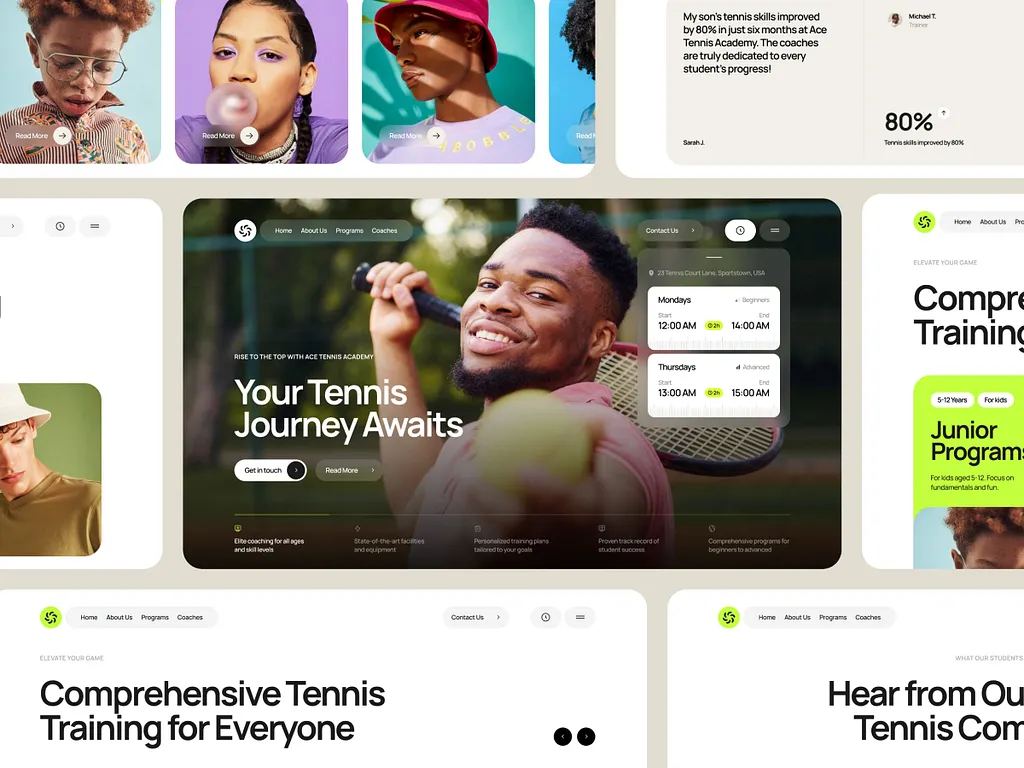 Read More
Read More
Read More
My son's tennis skills improved
by 80% in just six months at Ace
Tennis Academy. The coaches
are truly dedicated to every
student's progress!
Sarah J.
Michael T.
Trainer
80%
Tennis skills improved by 80%
Home About Us Programs Coaches
Contact Us
23 Tennis Court Lane, Sportstown, USA
Mondays
Beginners
Start End
12:00 AM 2h 14:00 AM
Thursdays
Advanced
Start End
13:00 AM 2h 15:00 AM
RISE TO THE TOP WITH ACE TENNIS ACADEMY
Your Tennis
Journey Awaits
Get in touch
Read More
Elite coaching for all ages
and skill levels
State-of-the-art facilities
and equipment
Personalized training plans
tailored to your goals
Proven track record of
student success
Comprehensive programs for
beginners to advanced
Home About Us Pro
ELEVATE YOUR GAME
Compre
Training
5-12 Years For kids
Junior
Programs
For kids aged 5-12. Focus on
fundamentals and fun.
Home About Us Programs Coaches
Contact Us
ELEVATE YOUR GAME
Comprehensive Tennis
Training for Everyone
Home About Us Programs Coaches
WHAT OUR STUDENTS
Hear from Ou
Tennis Com